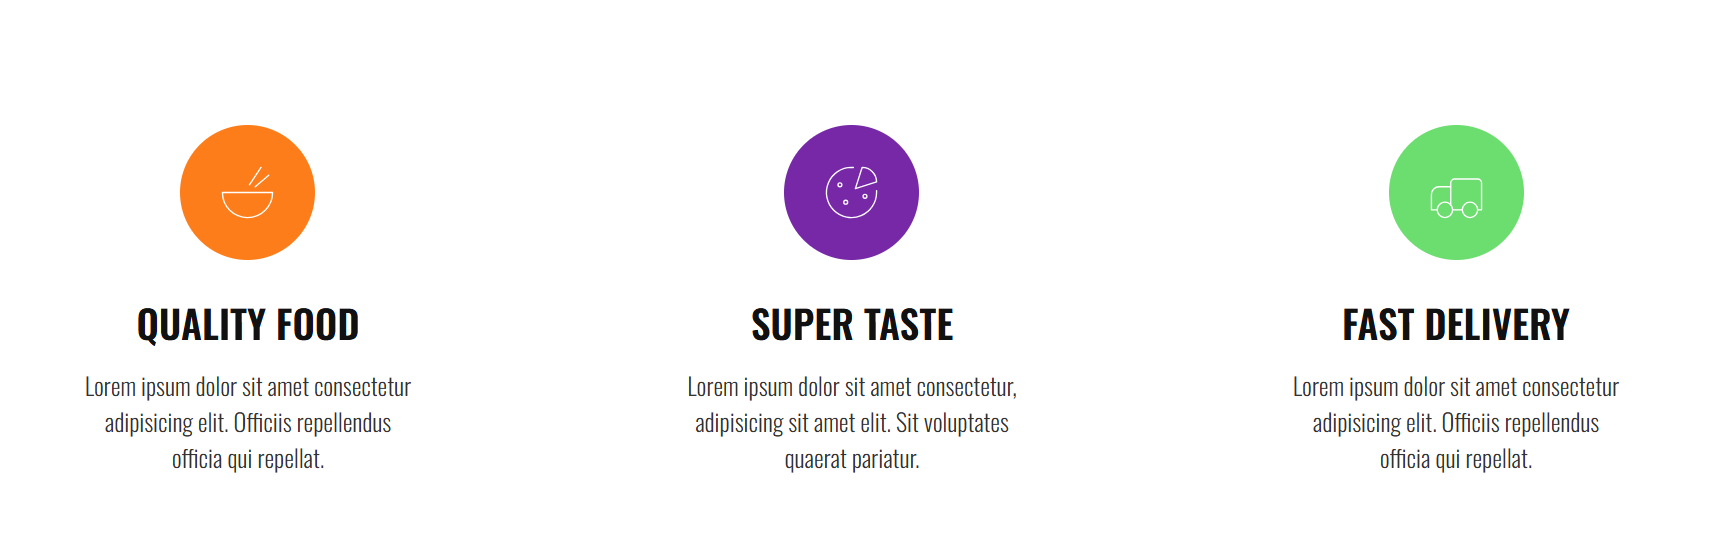 QUALITY FOOD
Lorem ipsum dolor sit amet consectetur
adipisicing elit. Officiis repellendus
officia qui repellat.
SUPER TASTE
Lorem ipsum dolor sit amet consectetur,
adipisicing sit amet elit. Sit voluptates
quaerat pariatur.
FAST DELIVERY
Lorem ipsum dolor sit amet consectetur
adipisicing elit. Officiis repellendus
officia qui repellat.